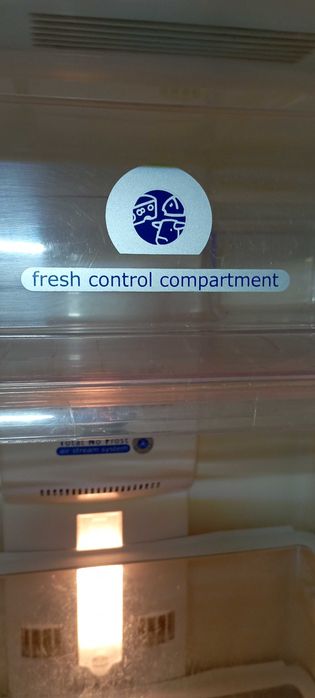 fresh control compartment
Total No Frost
air stream system